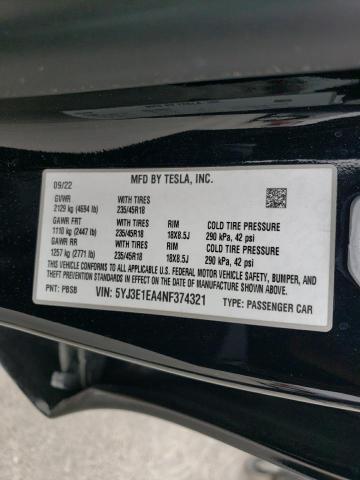 MFD BY TESLA, INC.
09/22
GVWR WITH TIRES
2129 kg (4694 lb) 235/45R18
GAWR FRT WITH TIRES RIM COLD TIRE PRESSURE
1110 kg (2447 lb) 235/45R18 18X8.5J 290 kPa, 42 psi
GAWR RR WITH TIRES RIM COLD TIRE PRESSURE
1257 kg (2771 lb) 235/45R18 18X8.5J 290 kPa, 42 psi
THIS VEHICLE CONFORMS TO ALL APPLICABLE FEDERAL MOTOR VEHICLE SAFETY, BUMPER, AND
THEFT PREVENTION STANDARDS IN EFFECT ON THE DATE OF MANUFACTURE SHOWN ABOVE.
PNT: PBSB VIN: 5YJ3E1EA4NF374321 TYPE: PASSENGER CAR